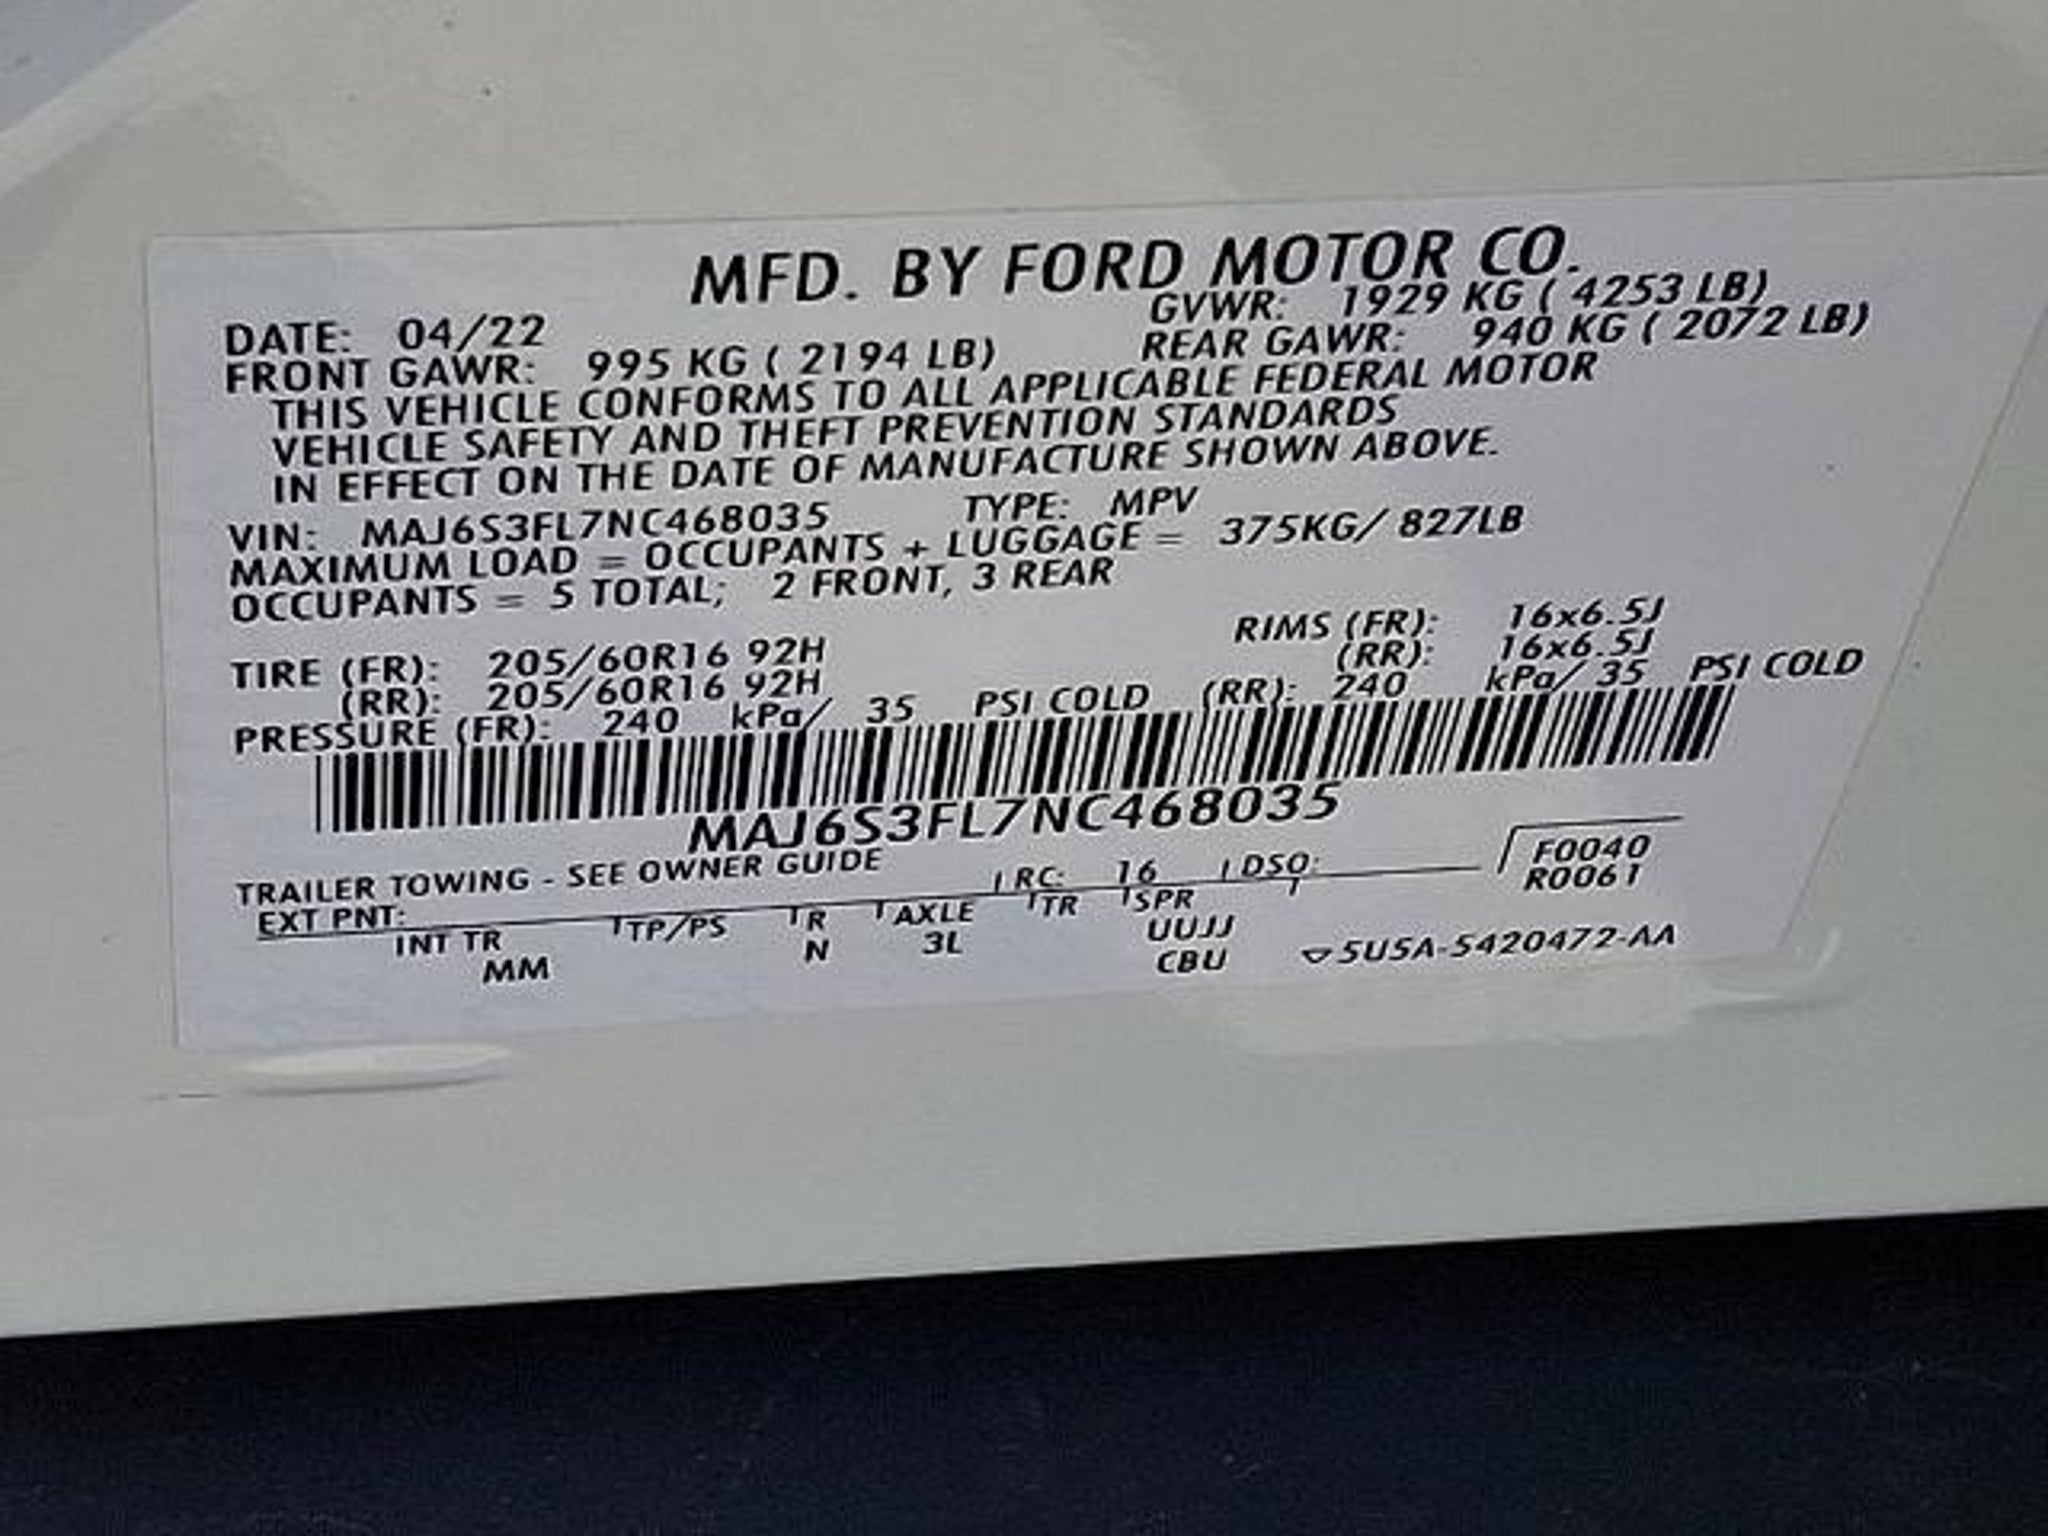 MFD. BY FORD MOTOR CO.
DATE: 04/22 GVWR: 1929 KG ( 4253 LB)
FRONT GAWR: 995 KG ( 2194 LB) REAR GAWR: 940 KG ( 2072 LB)
THIS VEHICLE CONFORMS TO ALL APPLICABLE FEDERAL MOTOR
VEHICLE SAFETY AND THEFT PREVENTION STANDARDS
IN EFFECT ON THE DATE OF MANUFACTURE SHOWN ABOVE.
VIN: MAJ6S3FL7NC468035 TYPE: MPV
MAXIMUM LOAD = OCCUPANTS + LUGGAGE = 375KG/ 827LB
OCCUPANTS = 5 TOTAL; 2 FRONT, 3 REAR
TIRE (FR): 205/60R16 92H RIMS (FR): 16x6.5J
(RR): 205/60R16 92H (RR): 16x6.5J
PRESSURE (FR): 240 kPa/ 35 PSI COLD (RR): 240 kPa/ 35 PSI COLD
MAJ6S3FL7NC468035
TRAILER TOWING - SEE OWNER GUIDE
EXT PNT: RC: 16 DSO: F0040
R0061
INT TR TP/PS R AXLE TR SPR
MM N 3L UUJJ
CBU ▽5U5A-5420472-AA